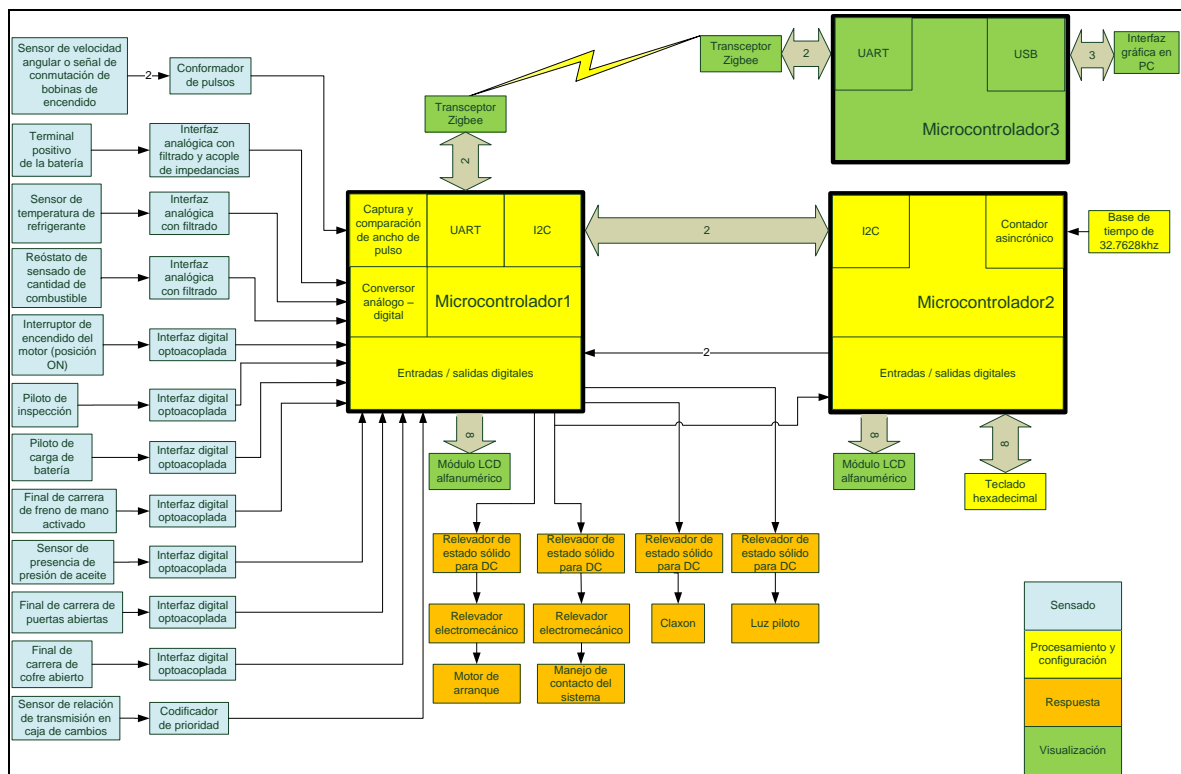 Sensor de velocidad
angular o señal de
conmutación de
bobinas de
encendido
2
Conformador
de pulsos
Terminal
positivo
de la batería
Interfaz
analógica con
filtrado y acople
de impedancias
Sensor de
temperatura de
refrigerante
Interfaz
analógica
con filtrado
Reóstato de
sensado de
cantidad de
combustible
Interfaz
analógica
con filtrado
Interruptor de
encendido del
motor (posición
ON)
Interfaz digital
optoacoplada
Piloto de
inspección
Interfaz digital
optoacoplada
Piloto de
carga de
batería
Interfaz digital
optoacoplada
Final de carrera
de freno de mano
activado
Interfaz digital
optoacoplada
Sensor de
presencia de
presión de aceite
Interfaz digital
optoacoplada
Final de carrera de
puertas abiertas
Interfaz digital
optoacoplada
Final de
carrera de
cofre abierto
Interfaz digital
optoacoplada
Sensor de relación
de transmisión en
caja de cambios
Codificador
de prioridad
Transceptor
Zigbee
2
Transceptor
Zigbee
2
UART
USB
Microcontrolador3
3
Interfaz
gráfica en
PC
Captura y
comparación
de ancho de
pulso
UART
I2C
Conversor
análogo –
digital
Microcontrolador1
Entradas / salidas digitales
2
2
I2C
Contador
asincrónico
Microcontrolador2
Entradas / salidas digitales
Base de
tiempo de
32.7628khz
8
Módulo LCD
alfanumérico
8
Módulo LCD
alfanumérico
8
Teclado
hexadecimal
Relevador de
estado sólido
para DC
Relevador de
estado sólido
para DC
Relevador de
estado sólido
para DC
Relevador de
estado sólido
para DC
Relevador
electromecánico
Relevador
electromecánico
Claxon
Luz piloto
Motor de
arranque
Manejo de
contacto del
sistema
Sensado
Procesamiento y
configuración
Respuesta
Visualización